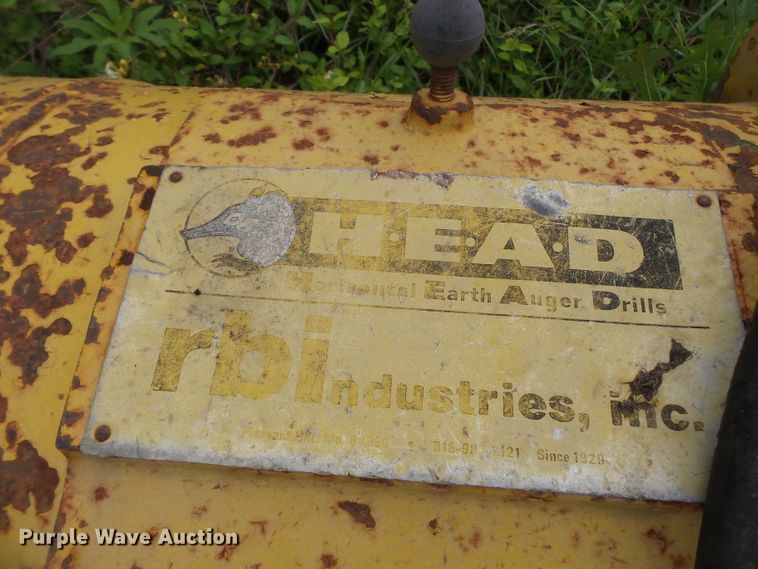 H·E·A·D
Horizontal Earth Auger Drills
rbi industries, inc.
Since 1929
Purple Wave Auction